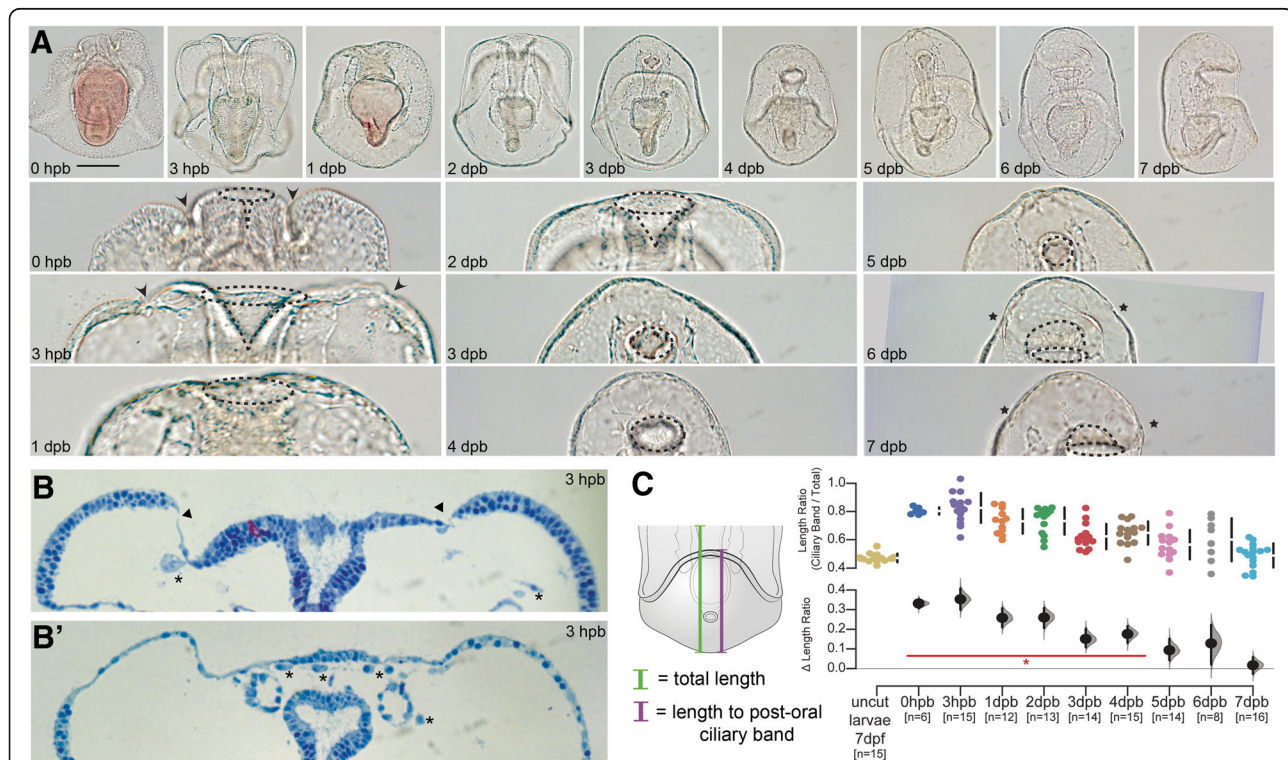 A
0 hpb
3 hpb
1 dpb
2 dpb
3 dpb
4 dpb
5 dpb
6 dpb
7 dpb
0 hpb
2 dpb
5 dpb
3 hpb
3 dpb
6 dpb
1 dpb
4 dpb
7 dpb
B
3 hpb
*
*
B'
3 hpb
* * *
*
C
= total length
= length to post-oral
ciliary band
Length Ratio
(Ciliary Band / Total)
1.0
0.8
0.6
0.4
Δ Length Ratio
0.4
0.3
0.2
0.1
0
*
uncut
larvae
7dpf
[n=15]
0hpb
[n=6]
3hpb
[n=15]
1dpb
[n=12]
2dpb
[n=13]
3dpb
[n=14]
4dpb
[n=15]
5dpb
[n=14]
6dpb
[n=8]
7dpb
[n=16]